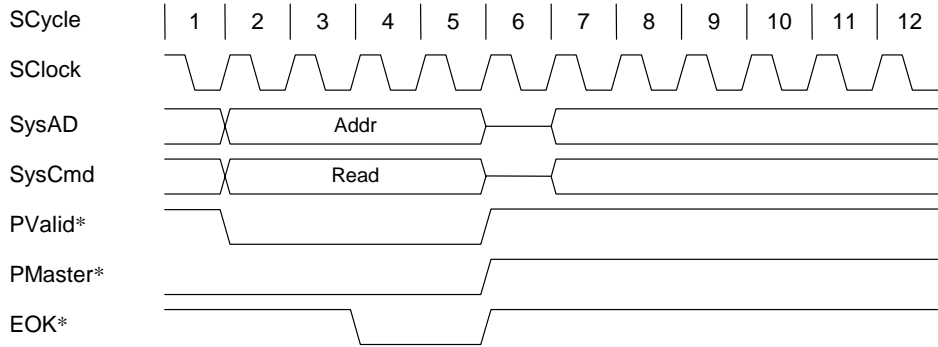 SCycle 1 2 3 4 5 6 7 8 9 10 11 12
SClock
SysAD Addr
SysCmd Read
PValid*
PMaster*
EOK*